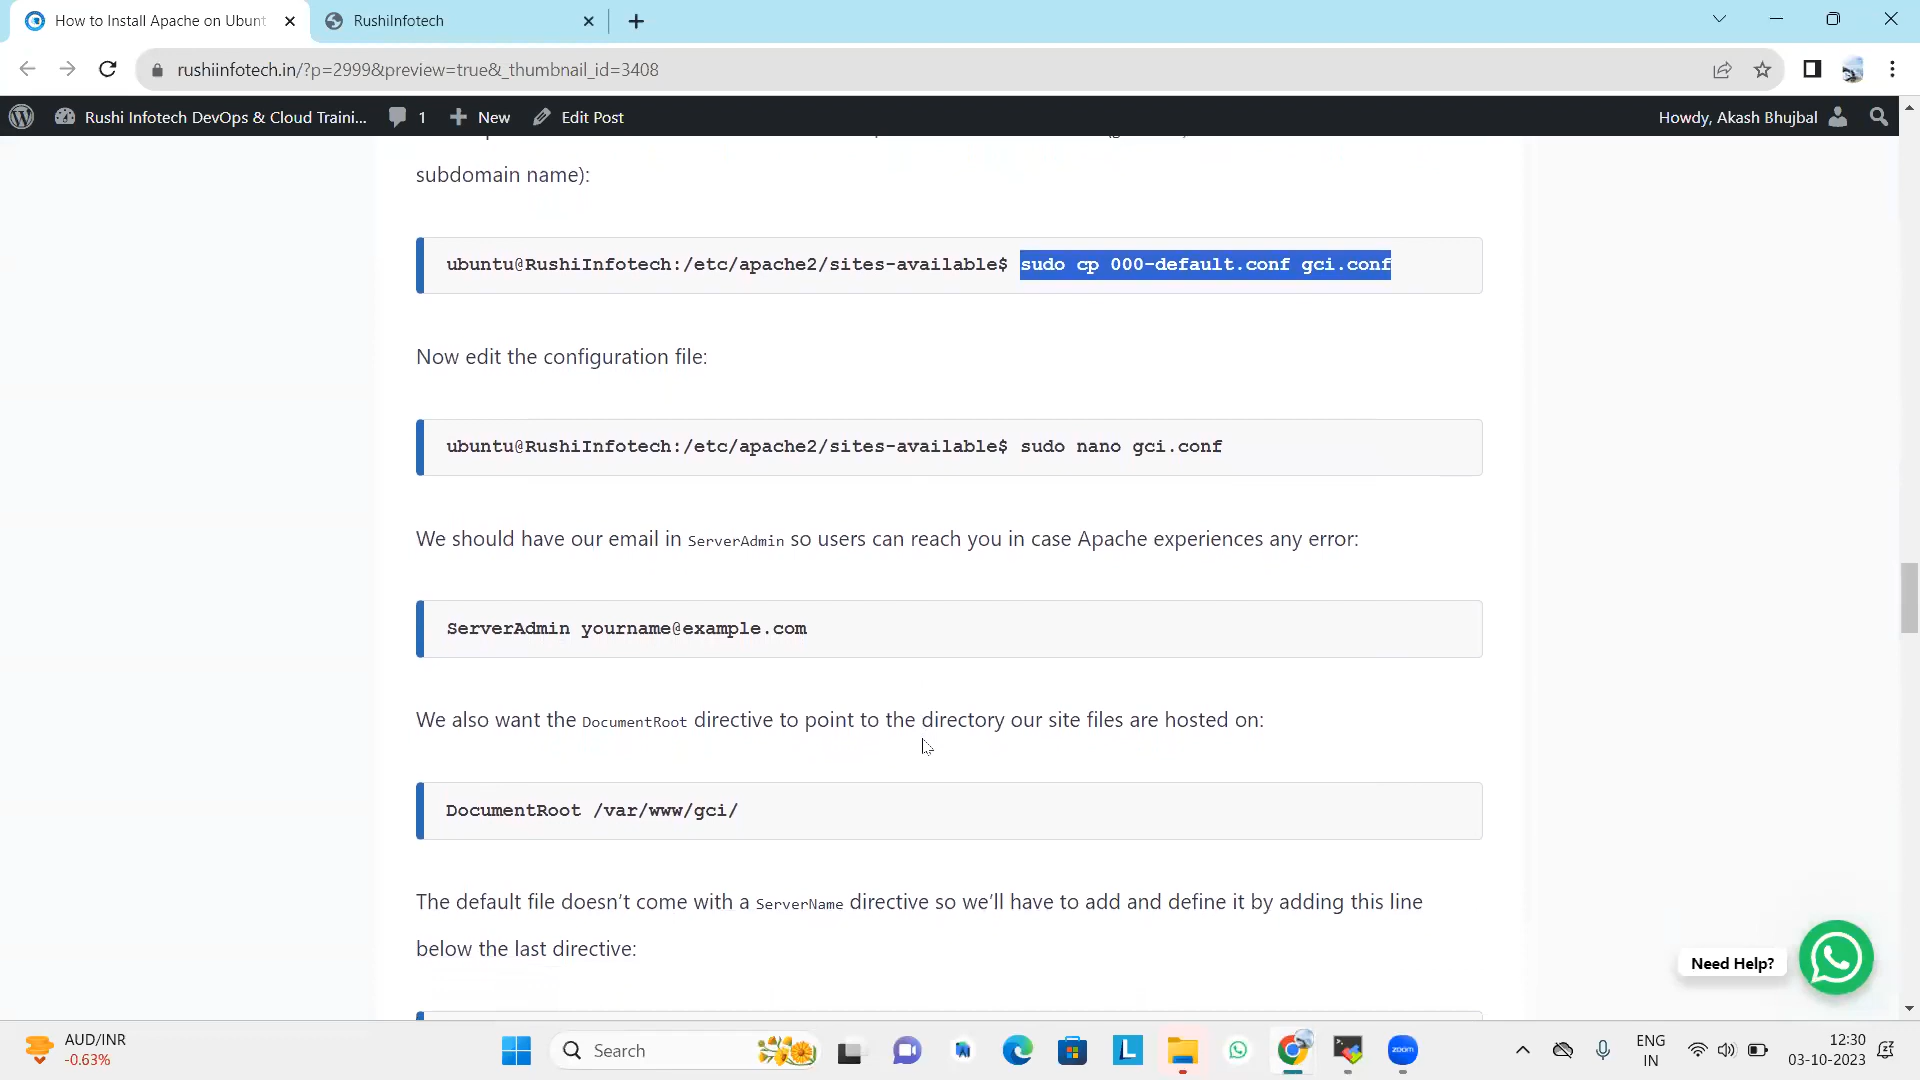 How to Install Apache on Ubunt
RushiInfotech
rushiinfotech.in/?p=2999&preview=true&_thumbnail_id=3408
Rushi Infotech DevOps & Cloud Traini...
1
New
Edit Post
Howdy, Akash Bhujbal
subdomain name):
ubuntu@RushiInfotech:/etc/apache2/sites-available$ sudo cp 000-default.conf gci.conf
Now edit the configuration file:
ubuntu@RushiInfotech:/etc/apache2/sites-available$ sudo nano gci.conf
We should have our email in ServerAdmin so users can reach you in case Apache experiences any error:
ServerAdmin yourname@example.com
We also want the DocumentRoot directive to point to the directory our site files are hosted on:
DocumentRoot /var/www/gci/
The default file doesn't come with a ServerName directive so we'll have to add and define it by adding this line
below the last directive:
Need Help?
AUD/INR
-0.63%
Search
L
zoom
ENG
IN
12:30
03-10-2023